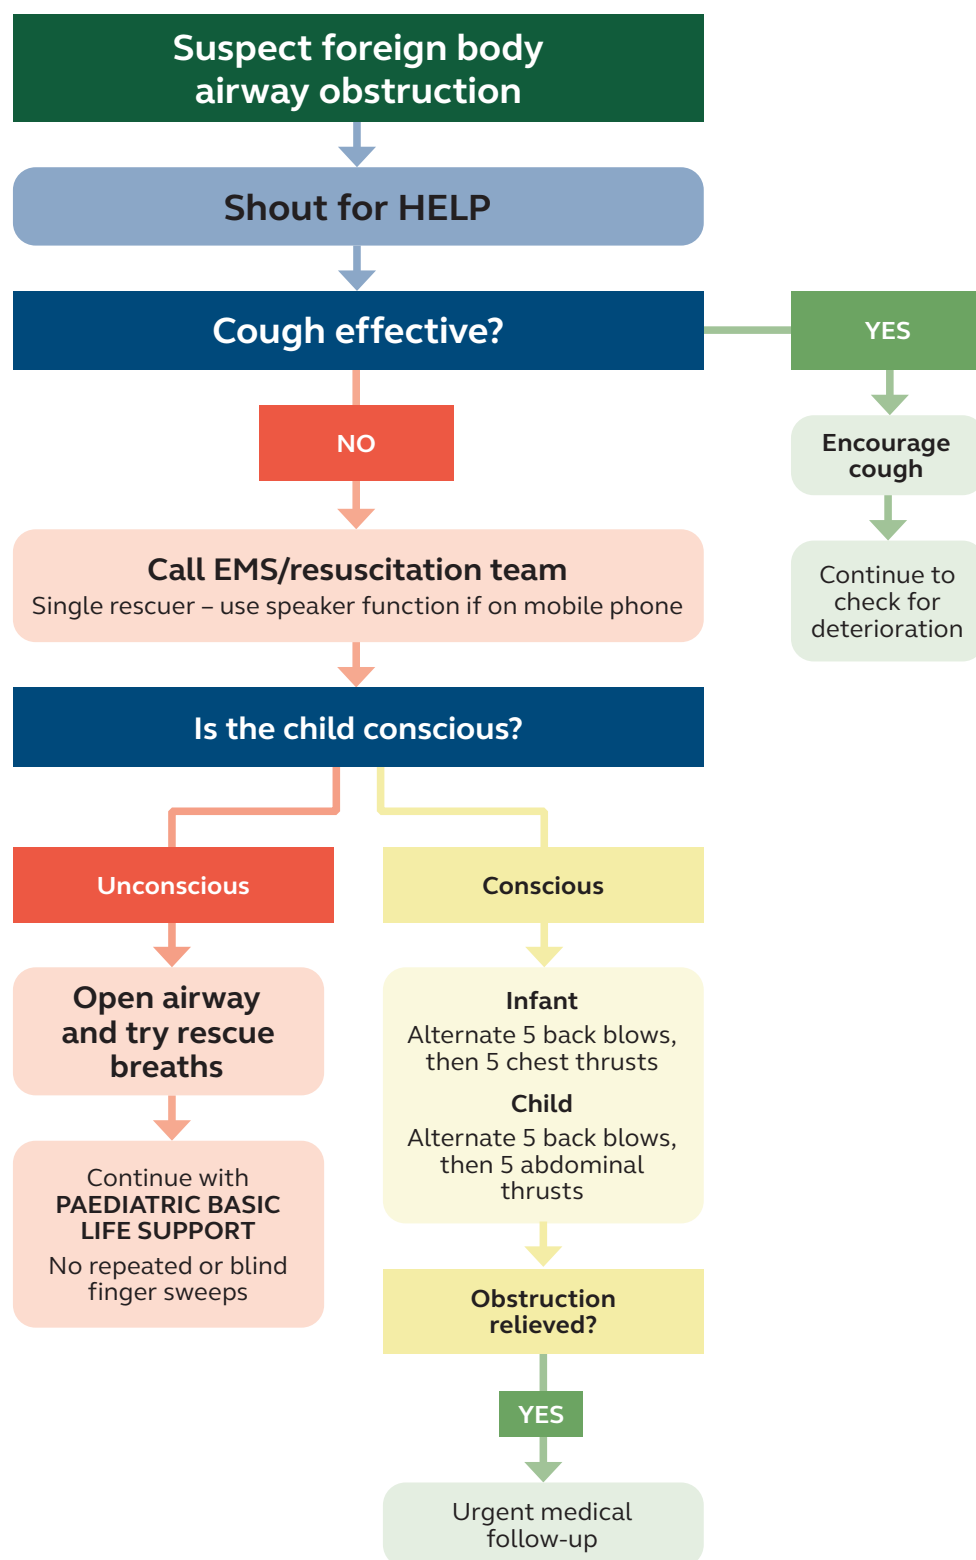 Suspect foreign body
airway obstruction
Shout for HELP
Cough effective?
YES
Encourage
cough
Continue to
check for
deterioration
NO
Call EMS/resuscitation team
Single rescuer – use speaker function if on mobile phone
Is the child conscious?
Unconscious
Open airway
and try rescue
breaths
Continue with
PAEDIATRIC BASIC
LIFE SUPPORT
No repeated or blind
finger sweeps
Conscious
Infant
Alternate 5 back blows,
then 5 chest thrusts
Child
Alternate 5 back blows,
then 5 abdominal
thrusts
Obstruction
relieved?
YES
Urgent medical
follow-up